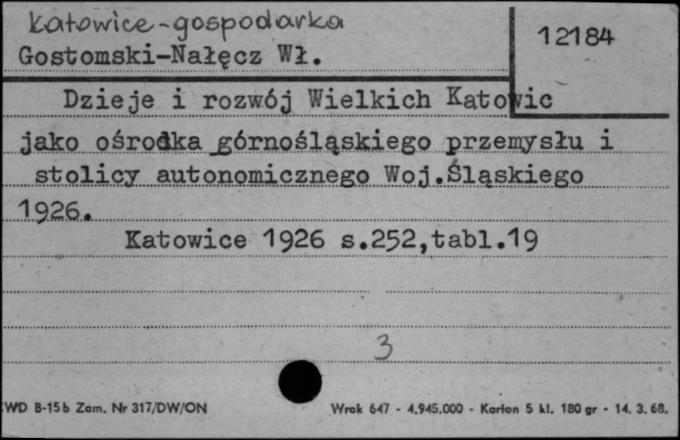 Katowice-gospodarka
12184
Gostomski-Nałęcz Wł.
Dzieje i rozwój Wielkich Katowic
jako ośrodka górnośląskiego przemysłu i
stolicy autonomicznego Woj.Śląskiego
1926.
Katowice 1926 s.252,tabl.19
3
WD B-15b Zam. Nr 317/DW/ON
Wrok 647 - 4.945.000 - Karton 5 kl. 180 gr - 14. 3. 68.